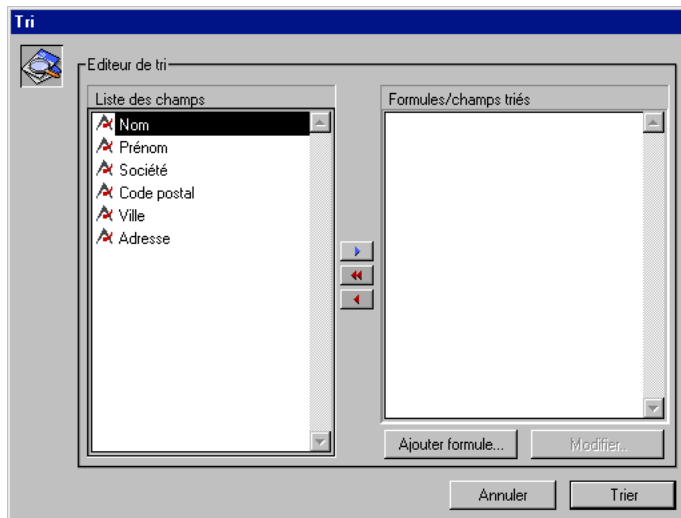 Tri
Editeur de tri
Liste des champs
Nom
Prénom
Société
Code postal
Ville
Adresse
Formules/champs triés
Ajouter formule...
Modifier..
Annuler
Trier